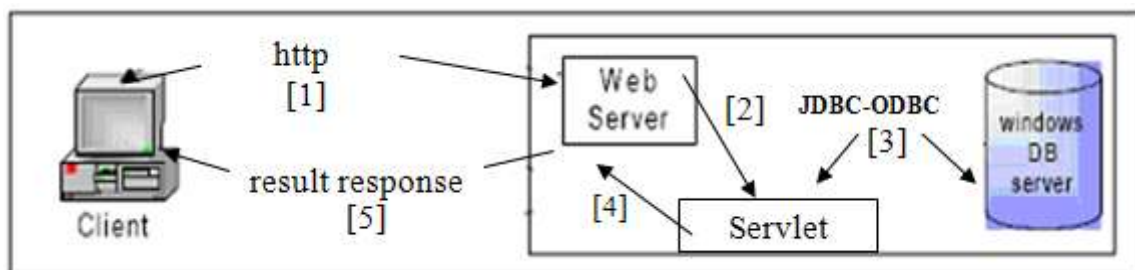 http
[1]
Web
Server
[2]
JDBC-ODBC
[3]
windows
DB
server
result response
[5]
[4]
Servlet
Client